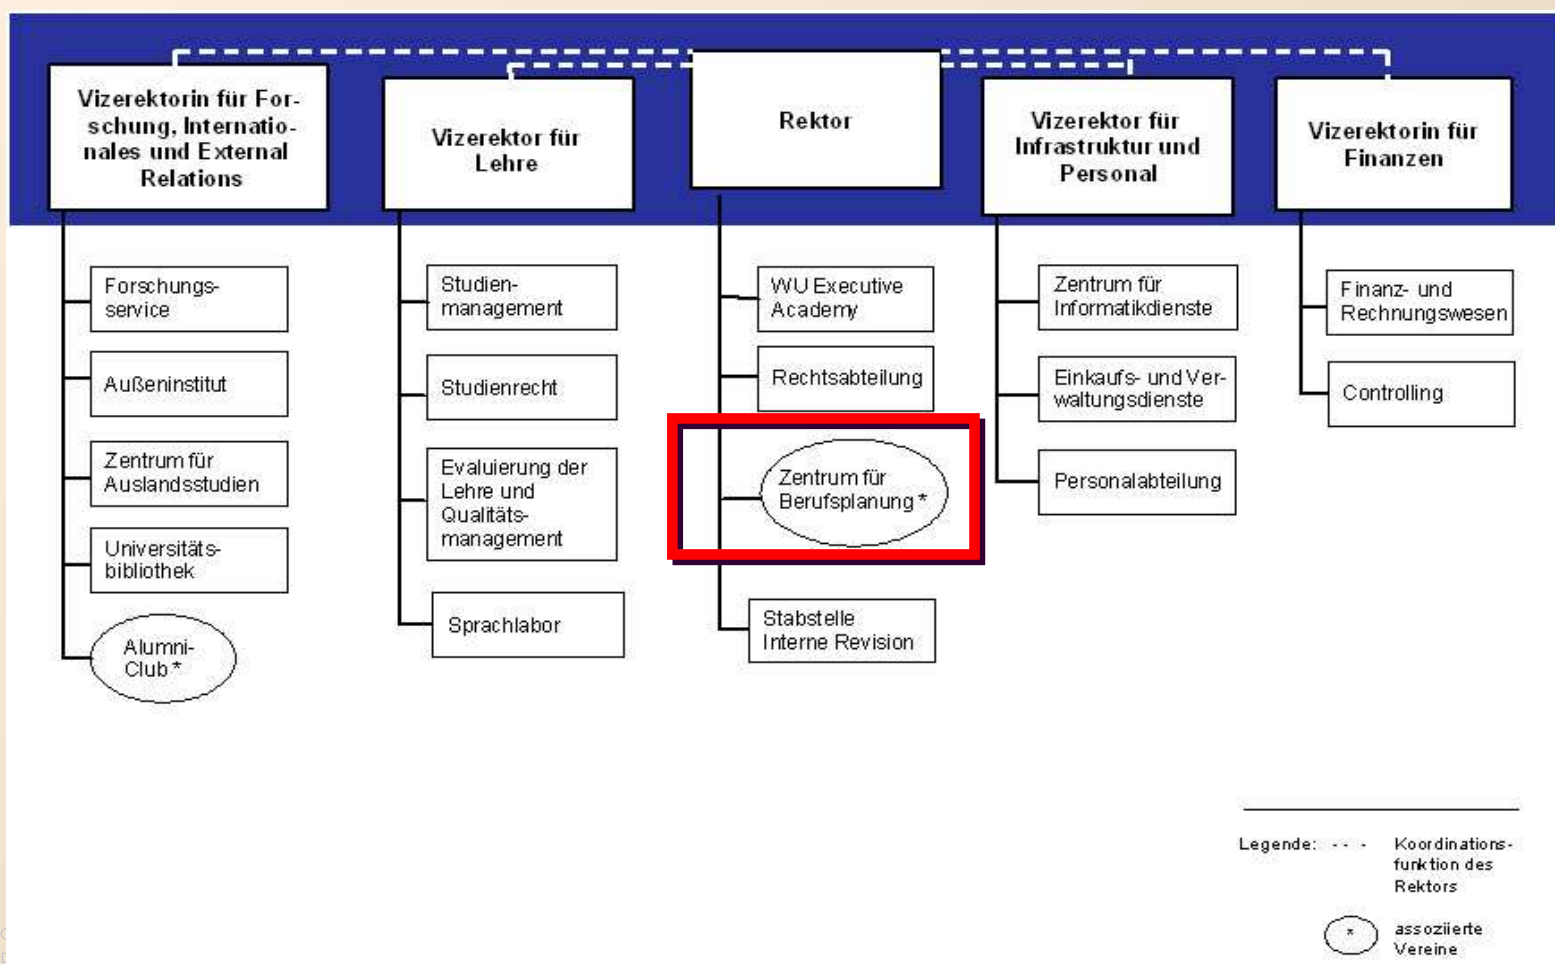 Vizerektorin für For-
schung, Internatio-
nales und External
Relations
Vizerektor für
Lehre
Rektor
Vizerektor für
Infrastruktur und
Personal
Vizerektorin für
Finanzen
Forschungs-
service
Außeninstitut
Zentrum für
Auslandsstudien
Universitäts-
bibliothek
Alumni-
Club *
Studien-
management
Studienrecht
Evaluierung der
Lehre und
Qualitäts-
management
Sprachlabor
WU Executive
Academy
Rechtsabteilung
Zentrum für
Berufsplanung *
Stabstelle
Interne Revision
Zentrum für
Informatikdienste
Einkaufs- und Ver-
waltungsdienste
Personalabteilung
Finanz- und
Rechnungswesen
Controlling
Legende: - - - Koordinations-
funktion des
Rektors
* assoziierte
Vereine